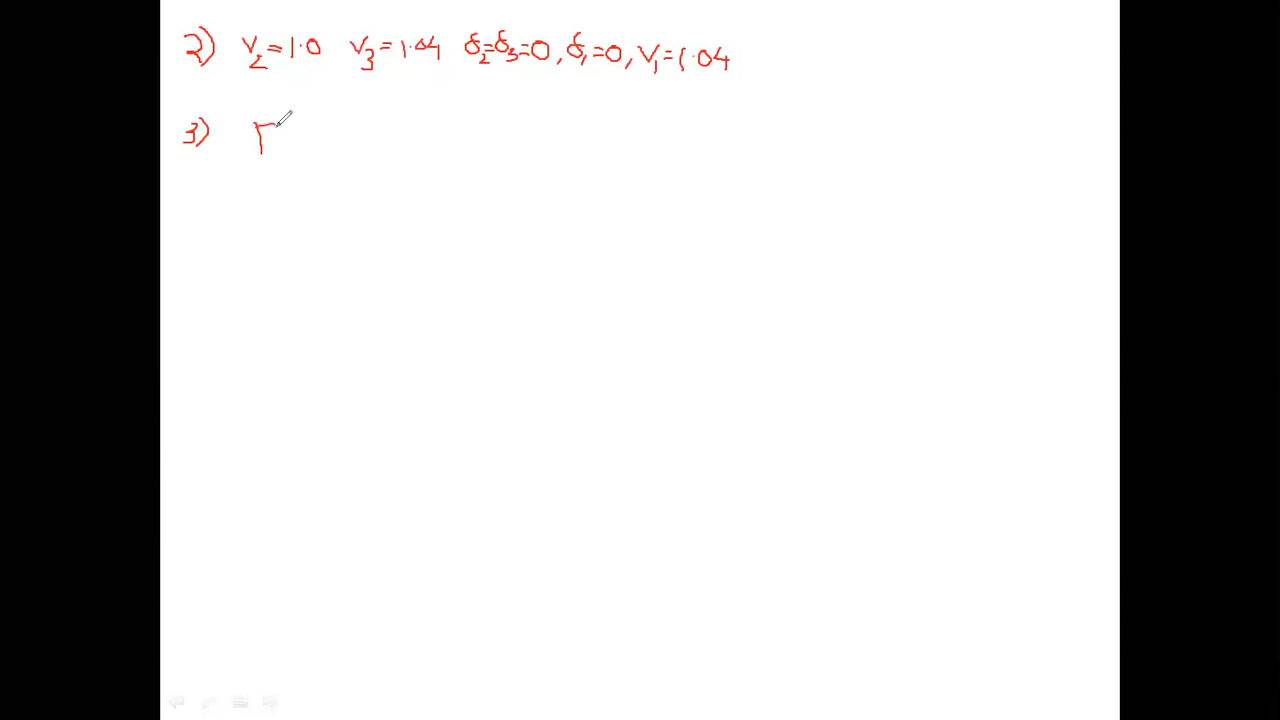 2) V₂ = 1.0 V₃ = 1.04 δ₂ = δ₃ = 0, δ₁ = 0, V₁ = 1.04
3)